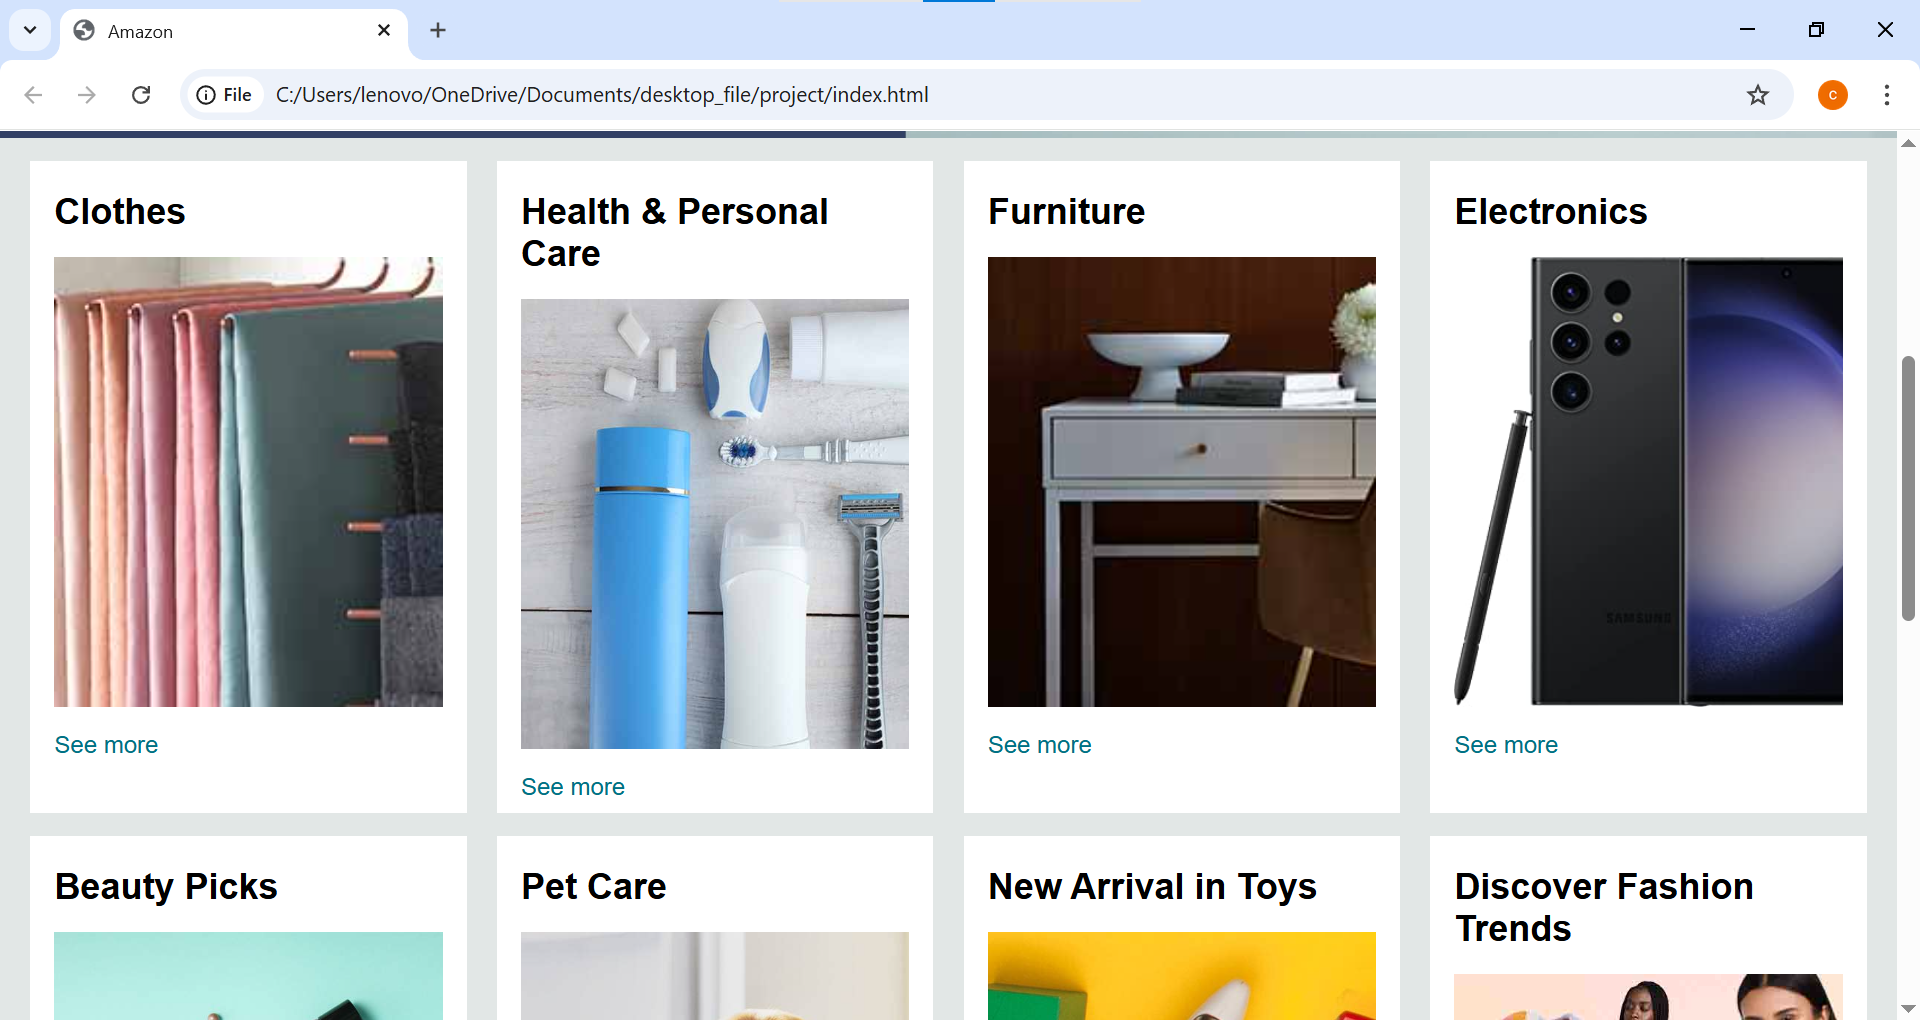 Amazon
File
C:/Users/lenovo/OneDrive/Documents/desktop_file/project/index.html
C
Clothes
Health & Personal
Care
Furniture
Electronics
SAMSUNG
See more
See more
See more
See more
Beauty Picks
Pet Care
New Arrival in Toys
Discover Fashion
Trends